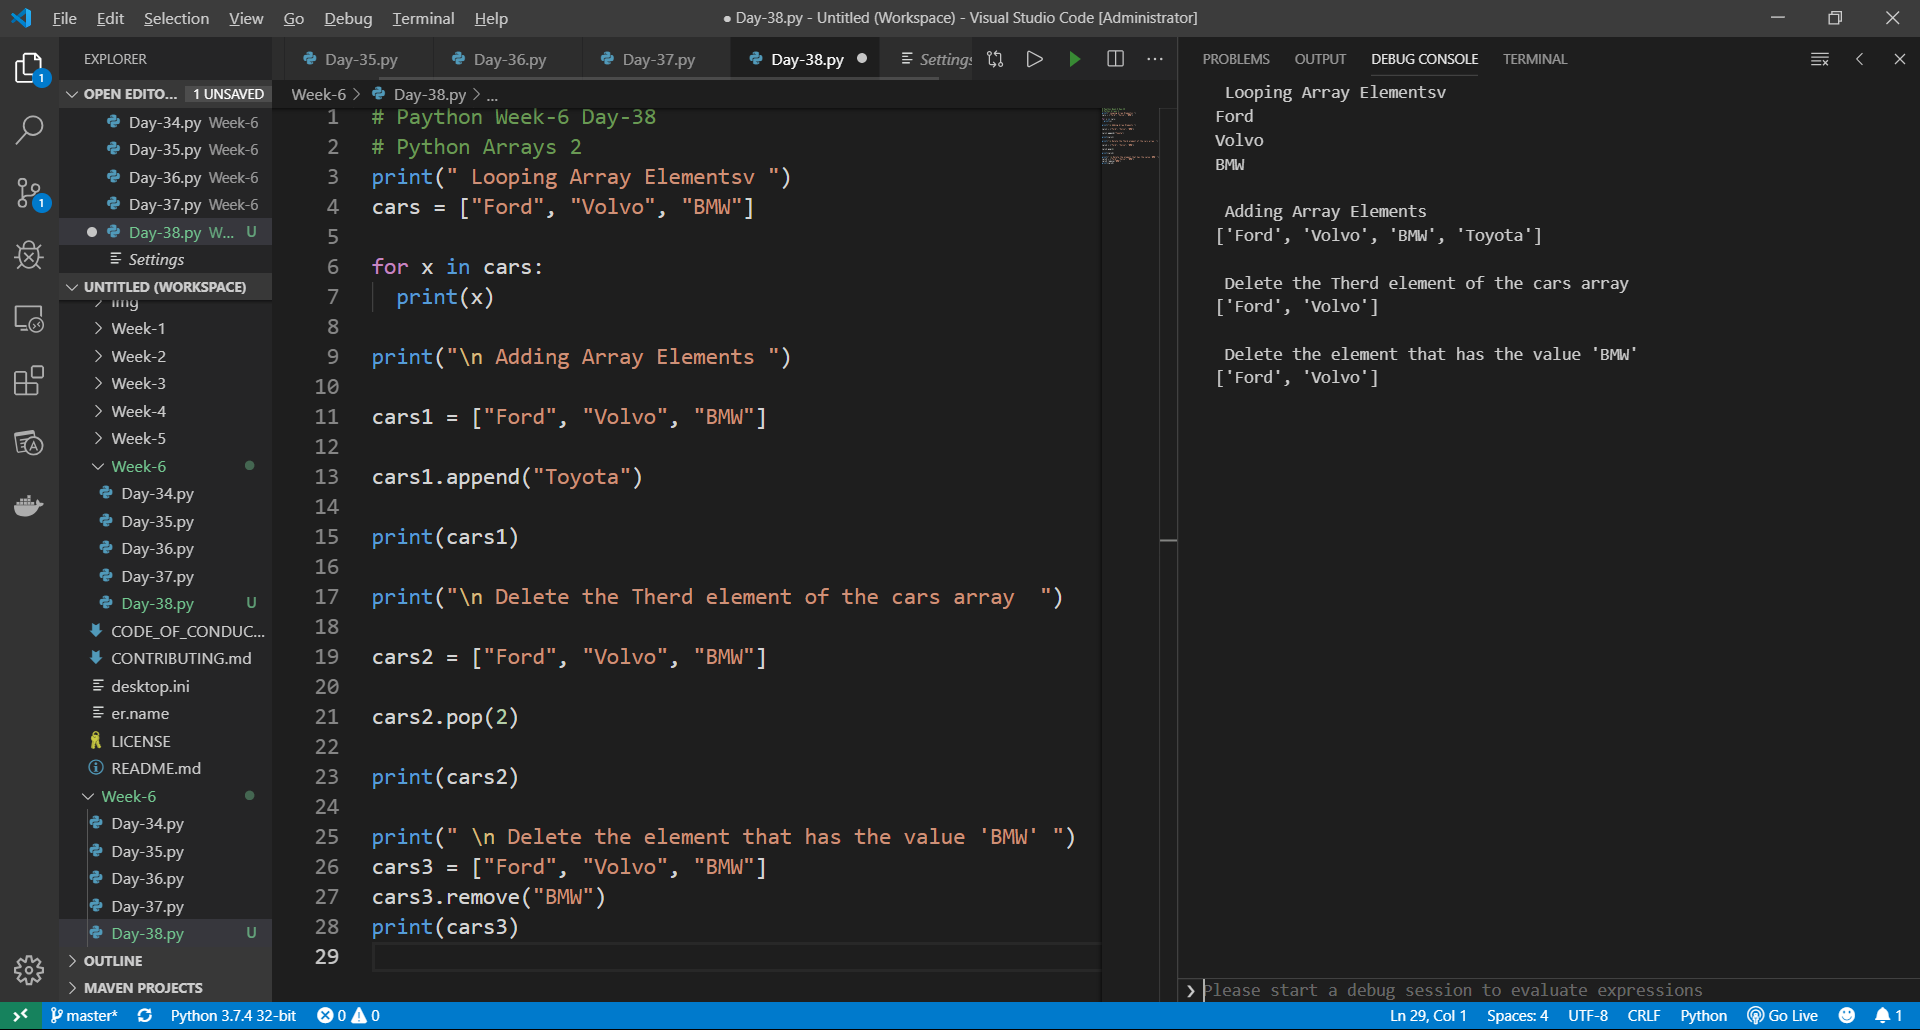 File Edit Selection View Go Debug Terminal Help
● Day-38.py - Untitled (Workspace) - Visual Studio Code [Administrator]
EXPLORER
OPEN EDITO... 1 UNSAVED
Day-34.py Week-6
Day-35.py Week-6
Day-36.py Week-6
Day-37.py Week-6
Day-38.py W... U
Settings
UNTITLED (WORKSPACE)
img
Week-1
Week-2
Week-3
Week-4
Week-5
Week-6
Day-34.py
Day-35.py
Day-36.py
Day-37.py
Day-38.py U
CODE_OF_CONDUC...
CONTRIBUTING.md
desktop.ini
er.name
LICENSE
README.md
Week-6
Day-34.py
Day-35.py
Day-36.py
Day-37.py
Day-38.py U
OUTLINE
MAVEN PROJECTS
Day-35.py Day-36.py Day-37.py Day-38.py Settings
Week-6 > Day-38.py > ...
1 # Paython Week-6 Day-38
2 # Python Arrays 2
3 print(" Looping Array Elementsv ")
4 cars = ["Ford", "Volvo", "BMW"]
5
6 for x in cars:
7   print(x)
8
9 print("\n Adding Array Elements ")
10
11 cars1 = ["Ford", "Volvo", "BMW"]
12
13 cars1.append("Toyota")
14
15 print(cars1)
16
17 print("\n Delete the Therd element of the cars array  ")
18
19 cars2 = ["Ford", "Volvo", "BMW"]
20
21 cars2.pop(2)
22
23 print(cars2)
24
25 print(" \n Delete the element that has the value 'BMW' ")
26 cars3 = ["Ford", "Volvo", "BMW"]
27 cars3.remove("BMW")
28 print(cars3)
29
PROBLEMS OUTPUT DEBUG CONSOLE TERMINAL
Looping Array Elementsv
Ford
Volvo
BMW
Adding Array Elements
['Ford', 'Volvo', 'BMW', 'Toyota']
Delete the Therd element of the cars array
['Ford', 'Volvo']
Delete the element that has the value 'BMW'
['Ford', 'Volvo']
Please start a debug session to evaluate expressions
master* Python 3.7.4 32-bit 0 0 Ln 29, Col 1 Spaces: 4 UTF-8 CRLF Python Go Live 1